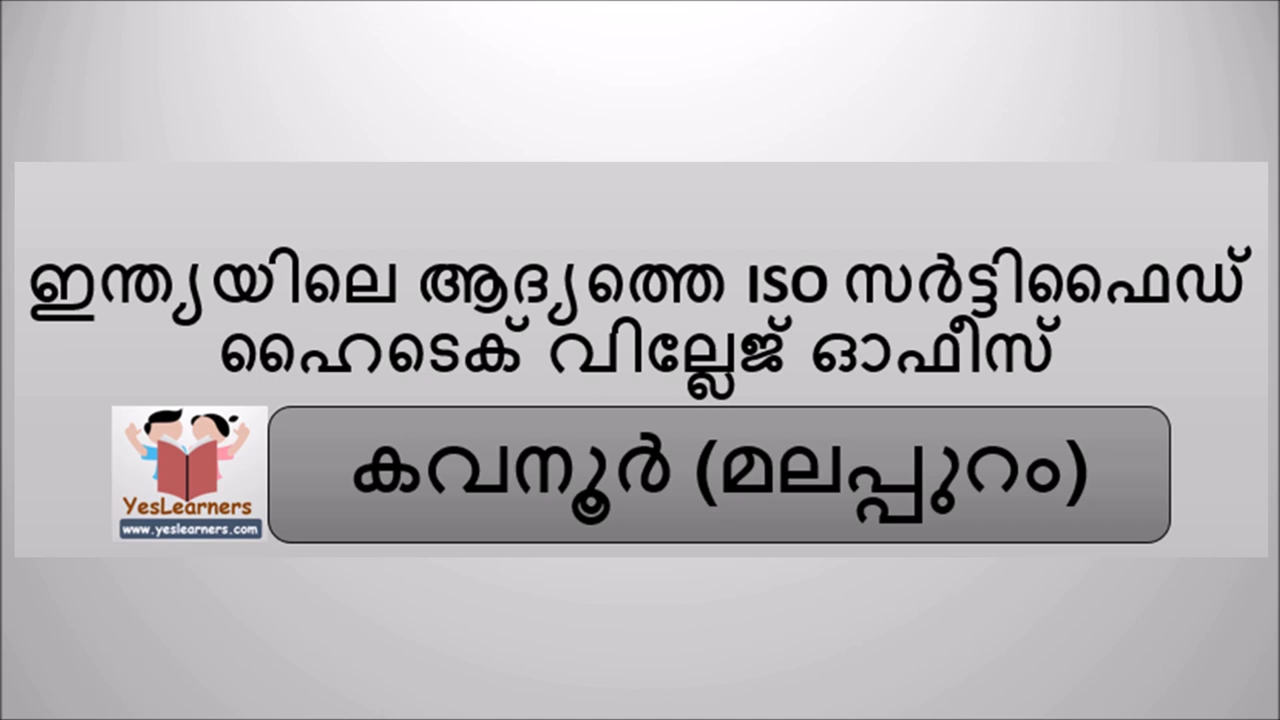 ഇന്ത്യയിലെ ആദ്യത്തെ ISO സർട്ടിഫൈഡ്
ഹൈടെക് വില്ലേജ് ഓഫീസ്
കവനൂർ (മലപ്പുറം)
YesLearners
www.yeslearners.com